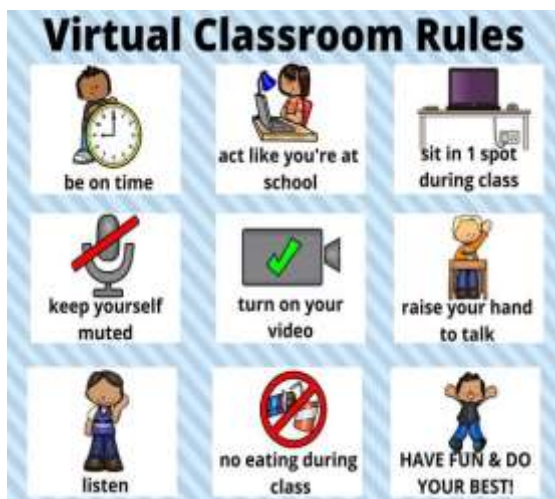 Virtual Classroom Rules
be on time
act like you're at
school
sit in 1 spot
during class
keep yourself
muted
turn on your
video
raise your hand
to talk
listen
no eating during
class
HAVE FUN & DO
YOUR BEST!